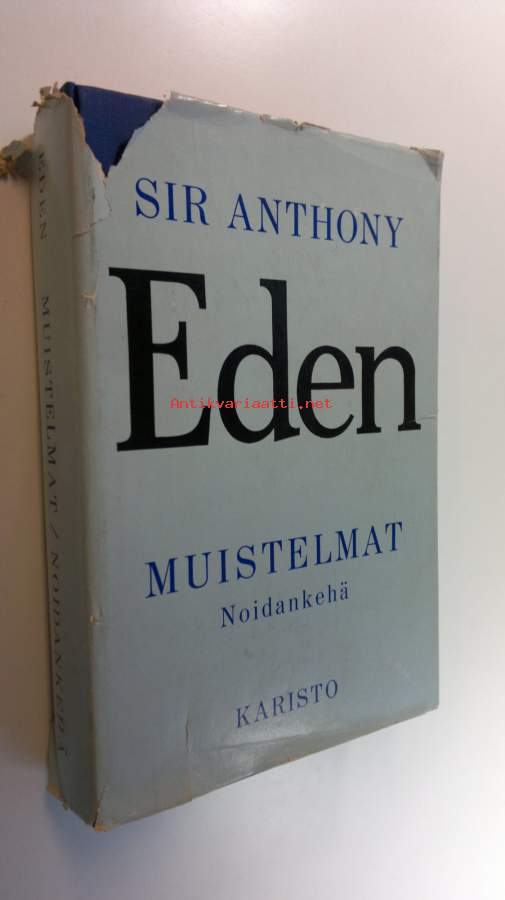 SIR ANTHONY
Eden
Antikvariaatti.net
MUISTELMAT
Noidankehä
KARISTO
EDEN MUISTELMAT / NOIDANKEHÄ